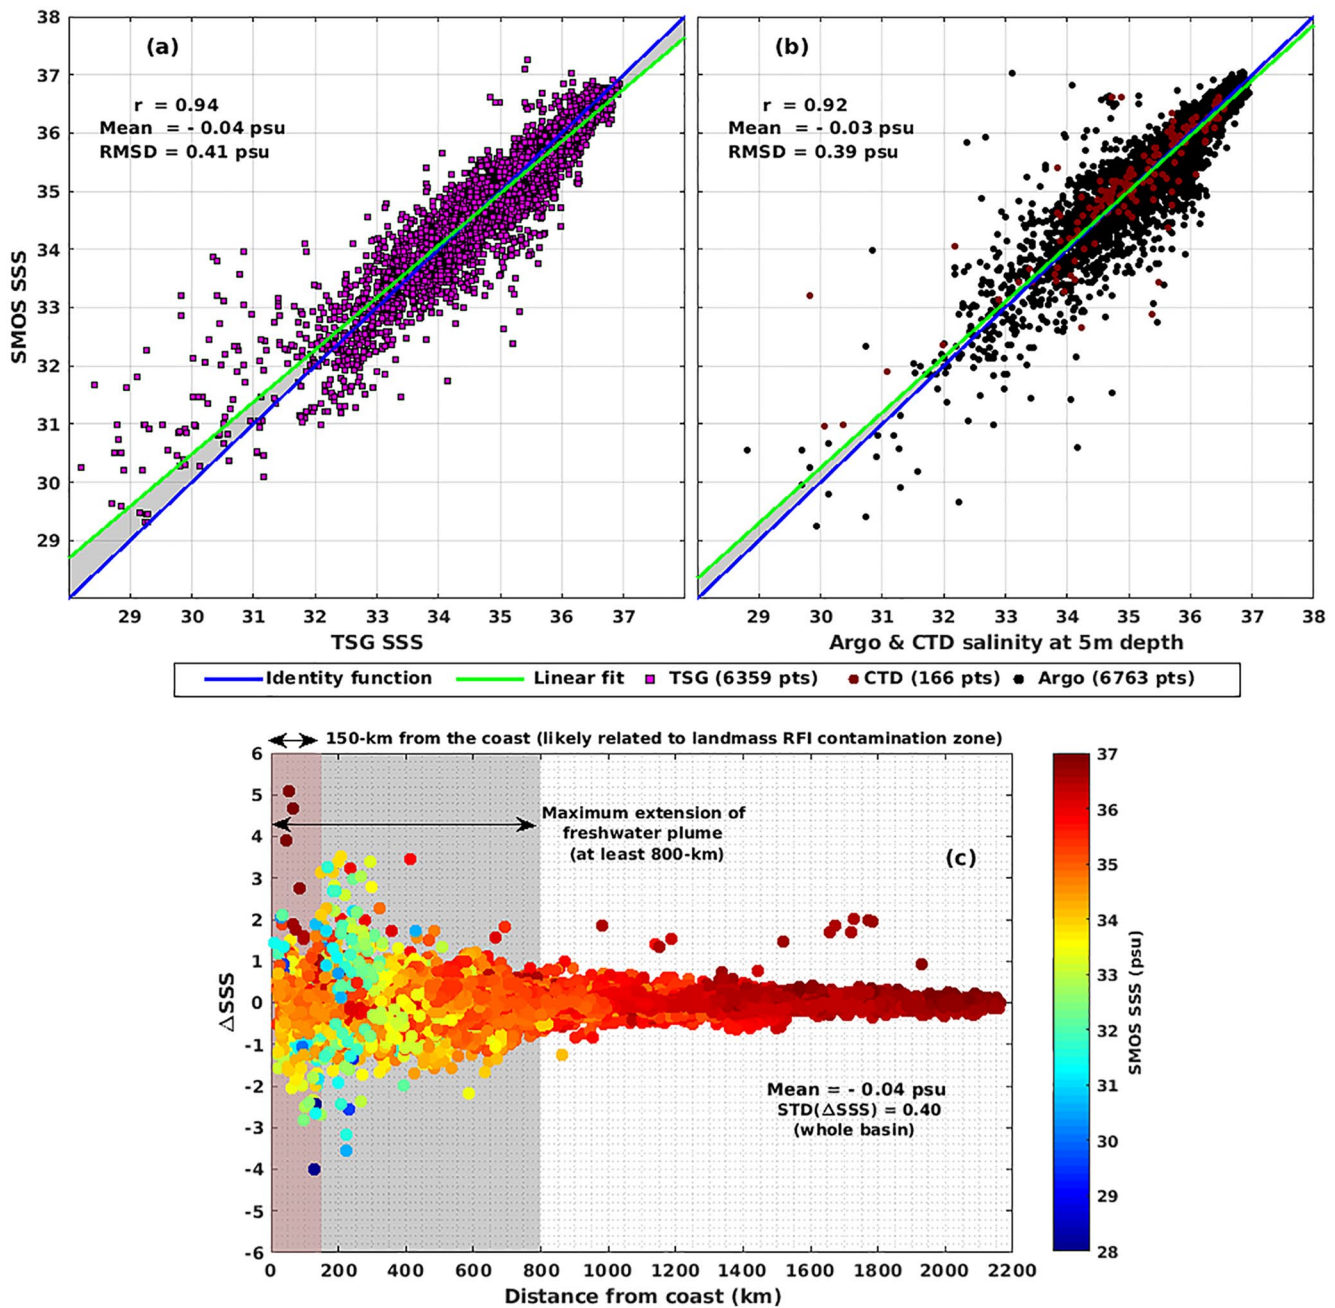 (a)
r = 0.94
Mean = - 0.04 psu
RMSD = 0.41 psu
38
37
36
35
34
33
32
31
30
29
SMOS SSS
29 30 31 32 33 34 35 36 37
TSG SSS
(b)
r = 0.92
Mean = - 0.03 psu
RMSD = 0.39 psu
29 30 31 32 33 34 35 36 37 38
Argo & CTD salinity at 5m depth
Identity function Linear fit TSG (6359 pts) CTD (166 pts) Argo (6763 pts)
150-km from the coast (likely related to landmass RFI contamination zone)
6
5
4
3
2
1
0
-1
-2
-3
-4
-5
-6
ΔSSS
Maximum extension of
freshwater plume
(at least 800-km)
(c)
Mean = - 0.04 psu
STD(ΔSSS) = 0.40
(whole basin)
0 200 400 600 800 1000 1200 1400 1600 1800 2000 2200
Distance from coast (km)
37
36
35
34
33
32
31
30
29
28
SMOS SSS (psu)